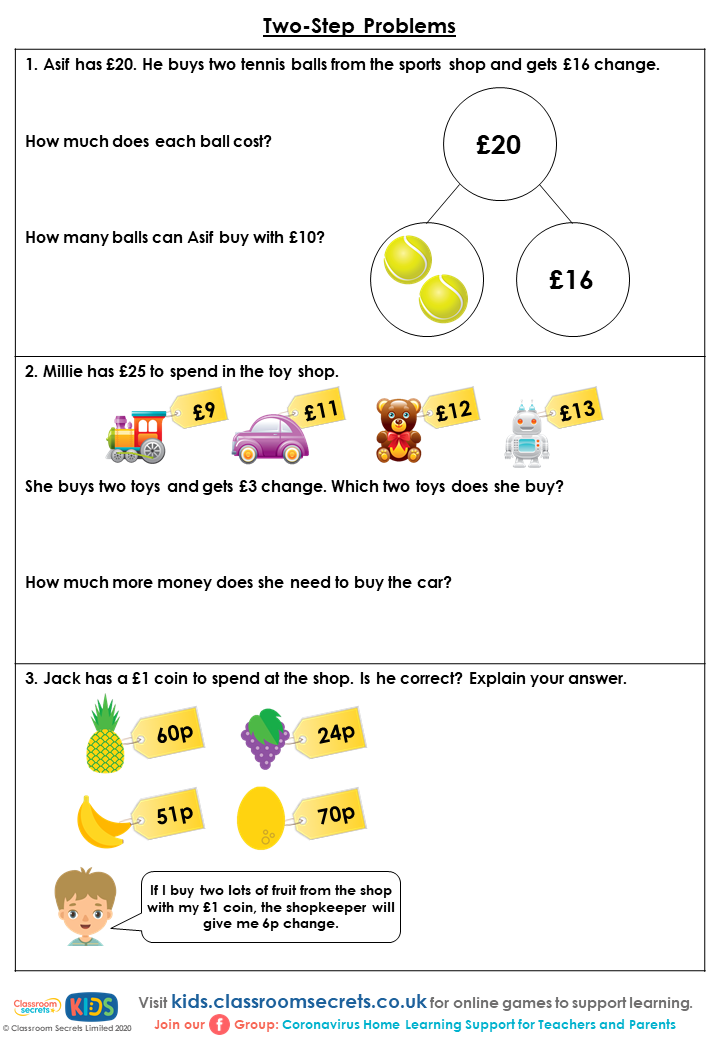 Two-Step Problems
1. Asif has £20. He buys two tennis balls from the sports shop and gets £16 change.
How much does each ball cost?
£20
How many balls can Asif buy with £10?
£16
2. Millie has £25 to spend in the toy shop.
£9
£11
£12
£13
She buys two toys and gets £3 change. Which two toys does she buy?
How much more money does she need to buy the car?
3. Jack has a £1 coin to spend at the shop. Is he correct? Explain your answer.
60p
24p
51p
70p
If I buy two lots of fruit from the shop
with my £1 coin, the shopkeeper will
give me 6p change.
Classroom
secrets
KIDS
© Classroom Secrets Limited 2020
Visit kids.classroomsecrets.co.uk for online games to support learning.
Join our f Group: Coronavirus Home Learning Support for Teachers and Parents